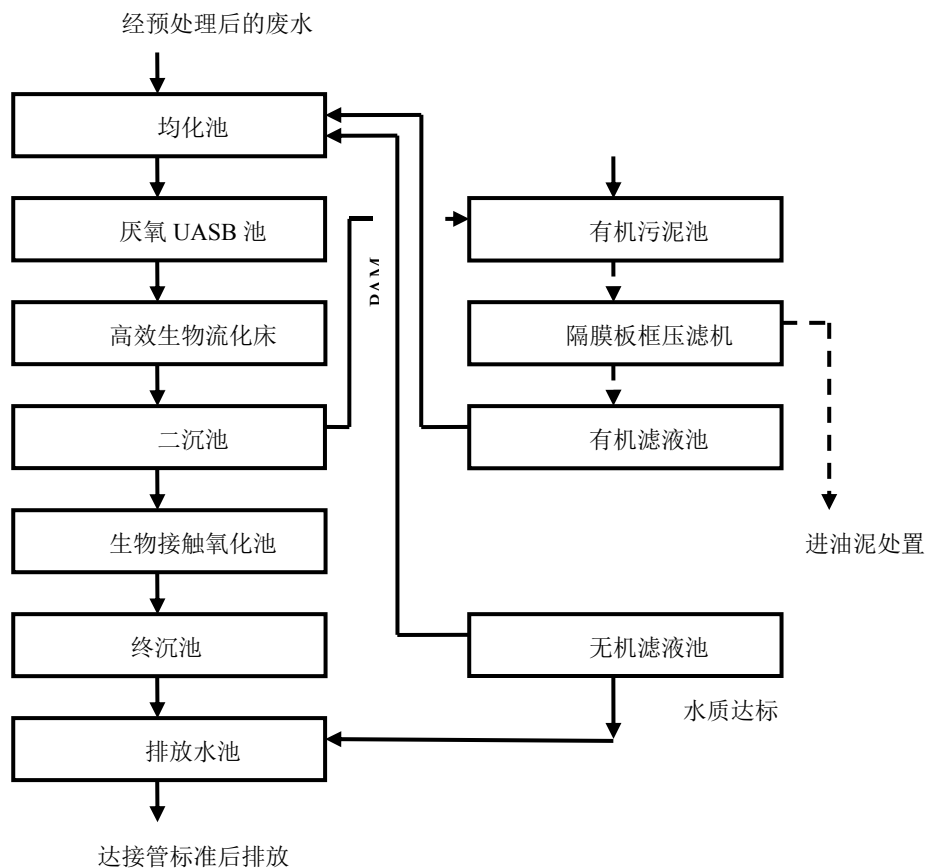 经预处理后的废水
均化池
厌氧 UASB 池
有机污泥池
PAM
高效生物流化床
隔膜板框压滤机
二沉池
有机滤液池
生物接触氧化池
进油泥处置
终沉池
无机滤液池
水质达标
排放水池
达接管标准后排放